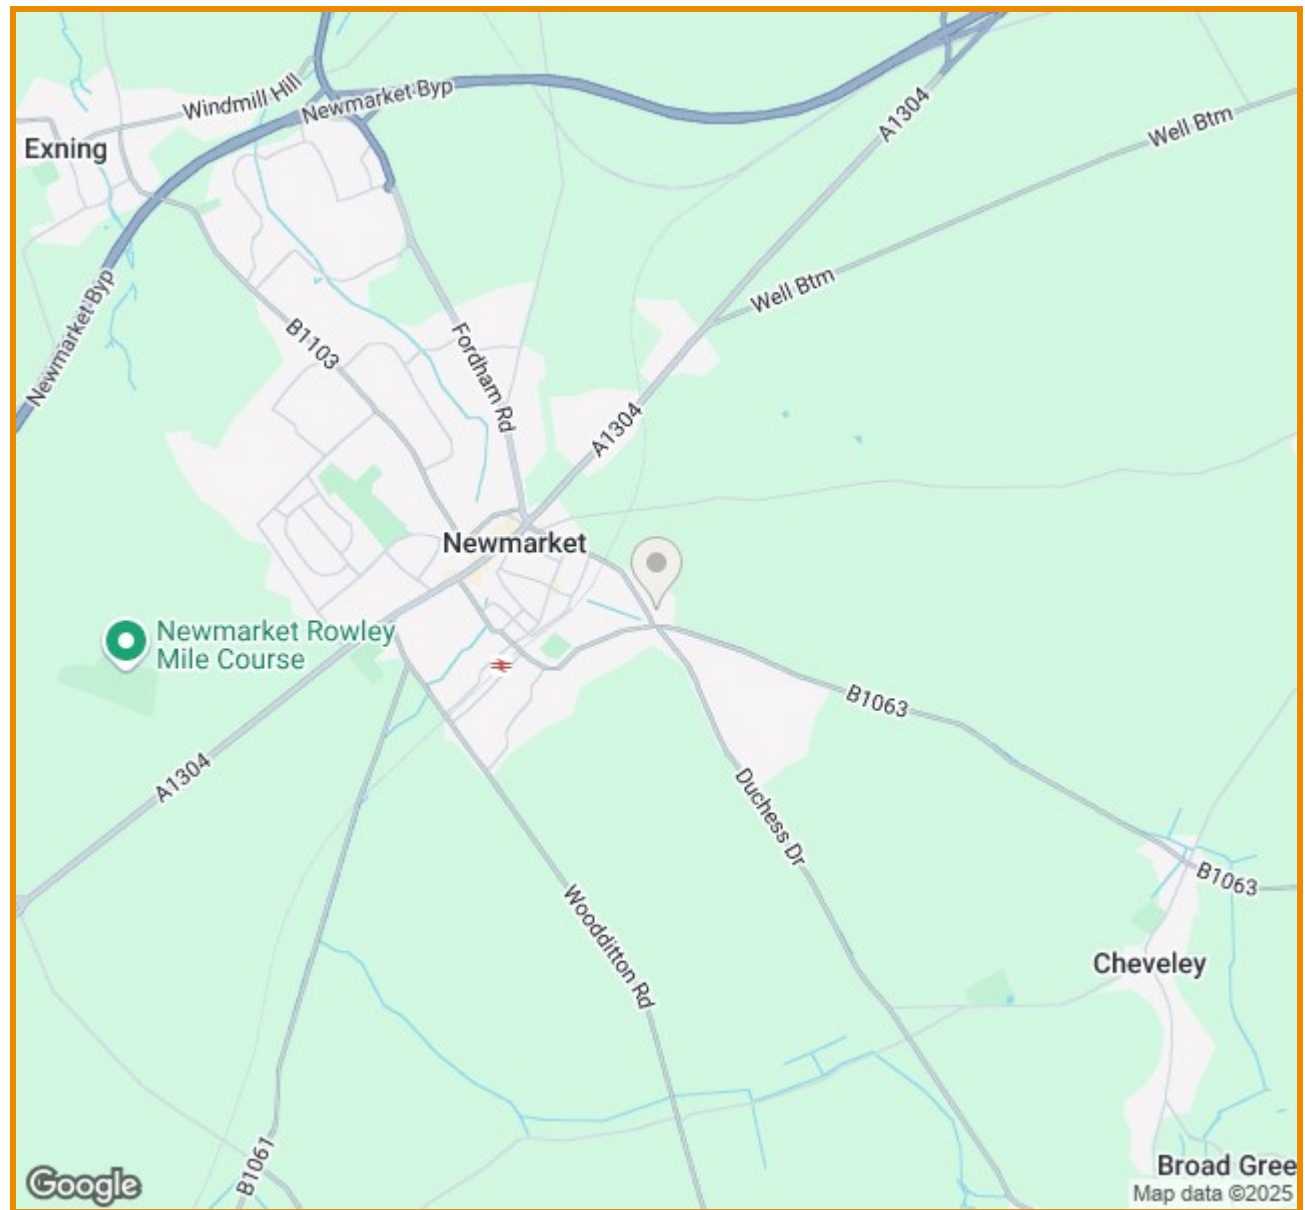 Windmill Hill
Newmarket Byp
A1304
Well Btm
Exning
Well Btm
Newmarket Byp
B1103
Fordham Rd
A1304
Newmarket
Newmarket Rowley
Mile Course
B1063
A1304
Duchess Dr
B1063
Woodditton Rd
Cheveley
B1061
Broad Gree
Google
Map data ©2025